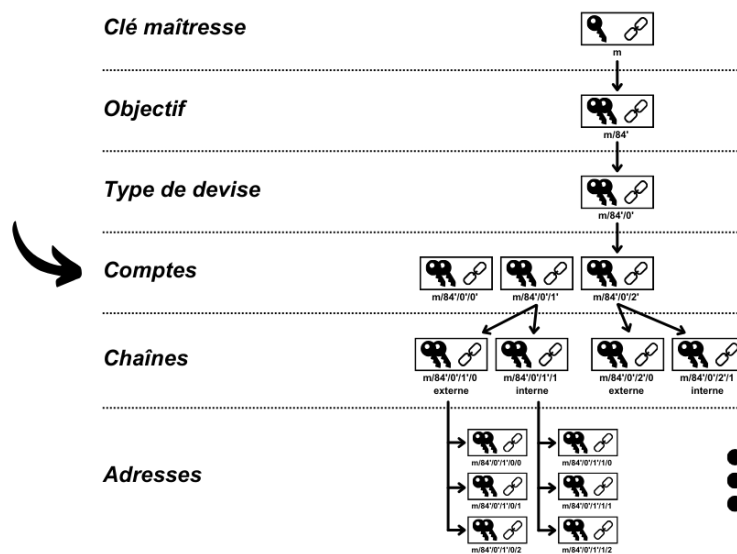 Clé maîtresse
m
Objectif
m/84'
Type de devise
m/84'/0'
Comptes
m/84'/0'/0' m/84'/0'/1' m/84'/0'/2'
Chaînes
m/84'/0'/1'/0 m/84'/0'/1'/1 m/84'/0'/2'/0 m/84'/0'/2'/1
externe interne externe interne
Adresses
m/84'/0'/1'/0/0 m/84'/0'/1'/1/0
m/84'/0'/1'/0/1 m/84'/0'/1'/1/1
m/84'/0'/1'/0/2 m/84'/0'/1'/1/2